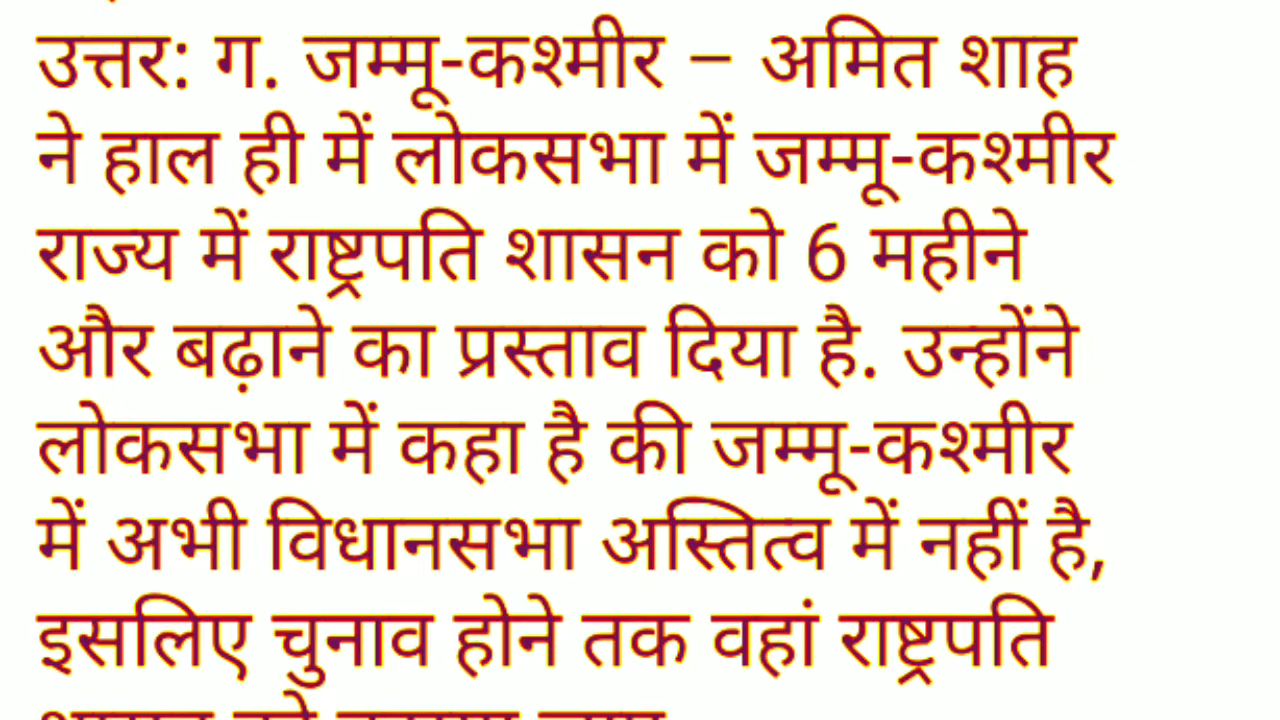 उत्तर: ग. जम्मू-कश्मीर – अमित शाह
ने हाल ही में लोकसभा में जम्मू-कश्मीर
राज्य में राष्ट्रपति शासन को 6 महीने
और बढ़ाने का प्रस्ताव दिया है. उन्होंने
लोकसभा में कहा है की जम्मू-कश्मीर
में अभी विधानसभा अस्तित्व में नहीं है,
इसलिए चुनाव होने तक वहां राष्ट्रपति